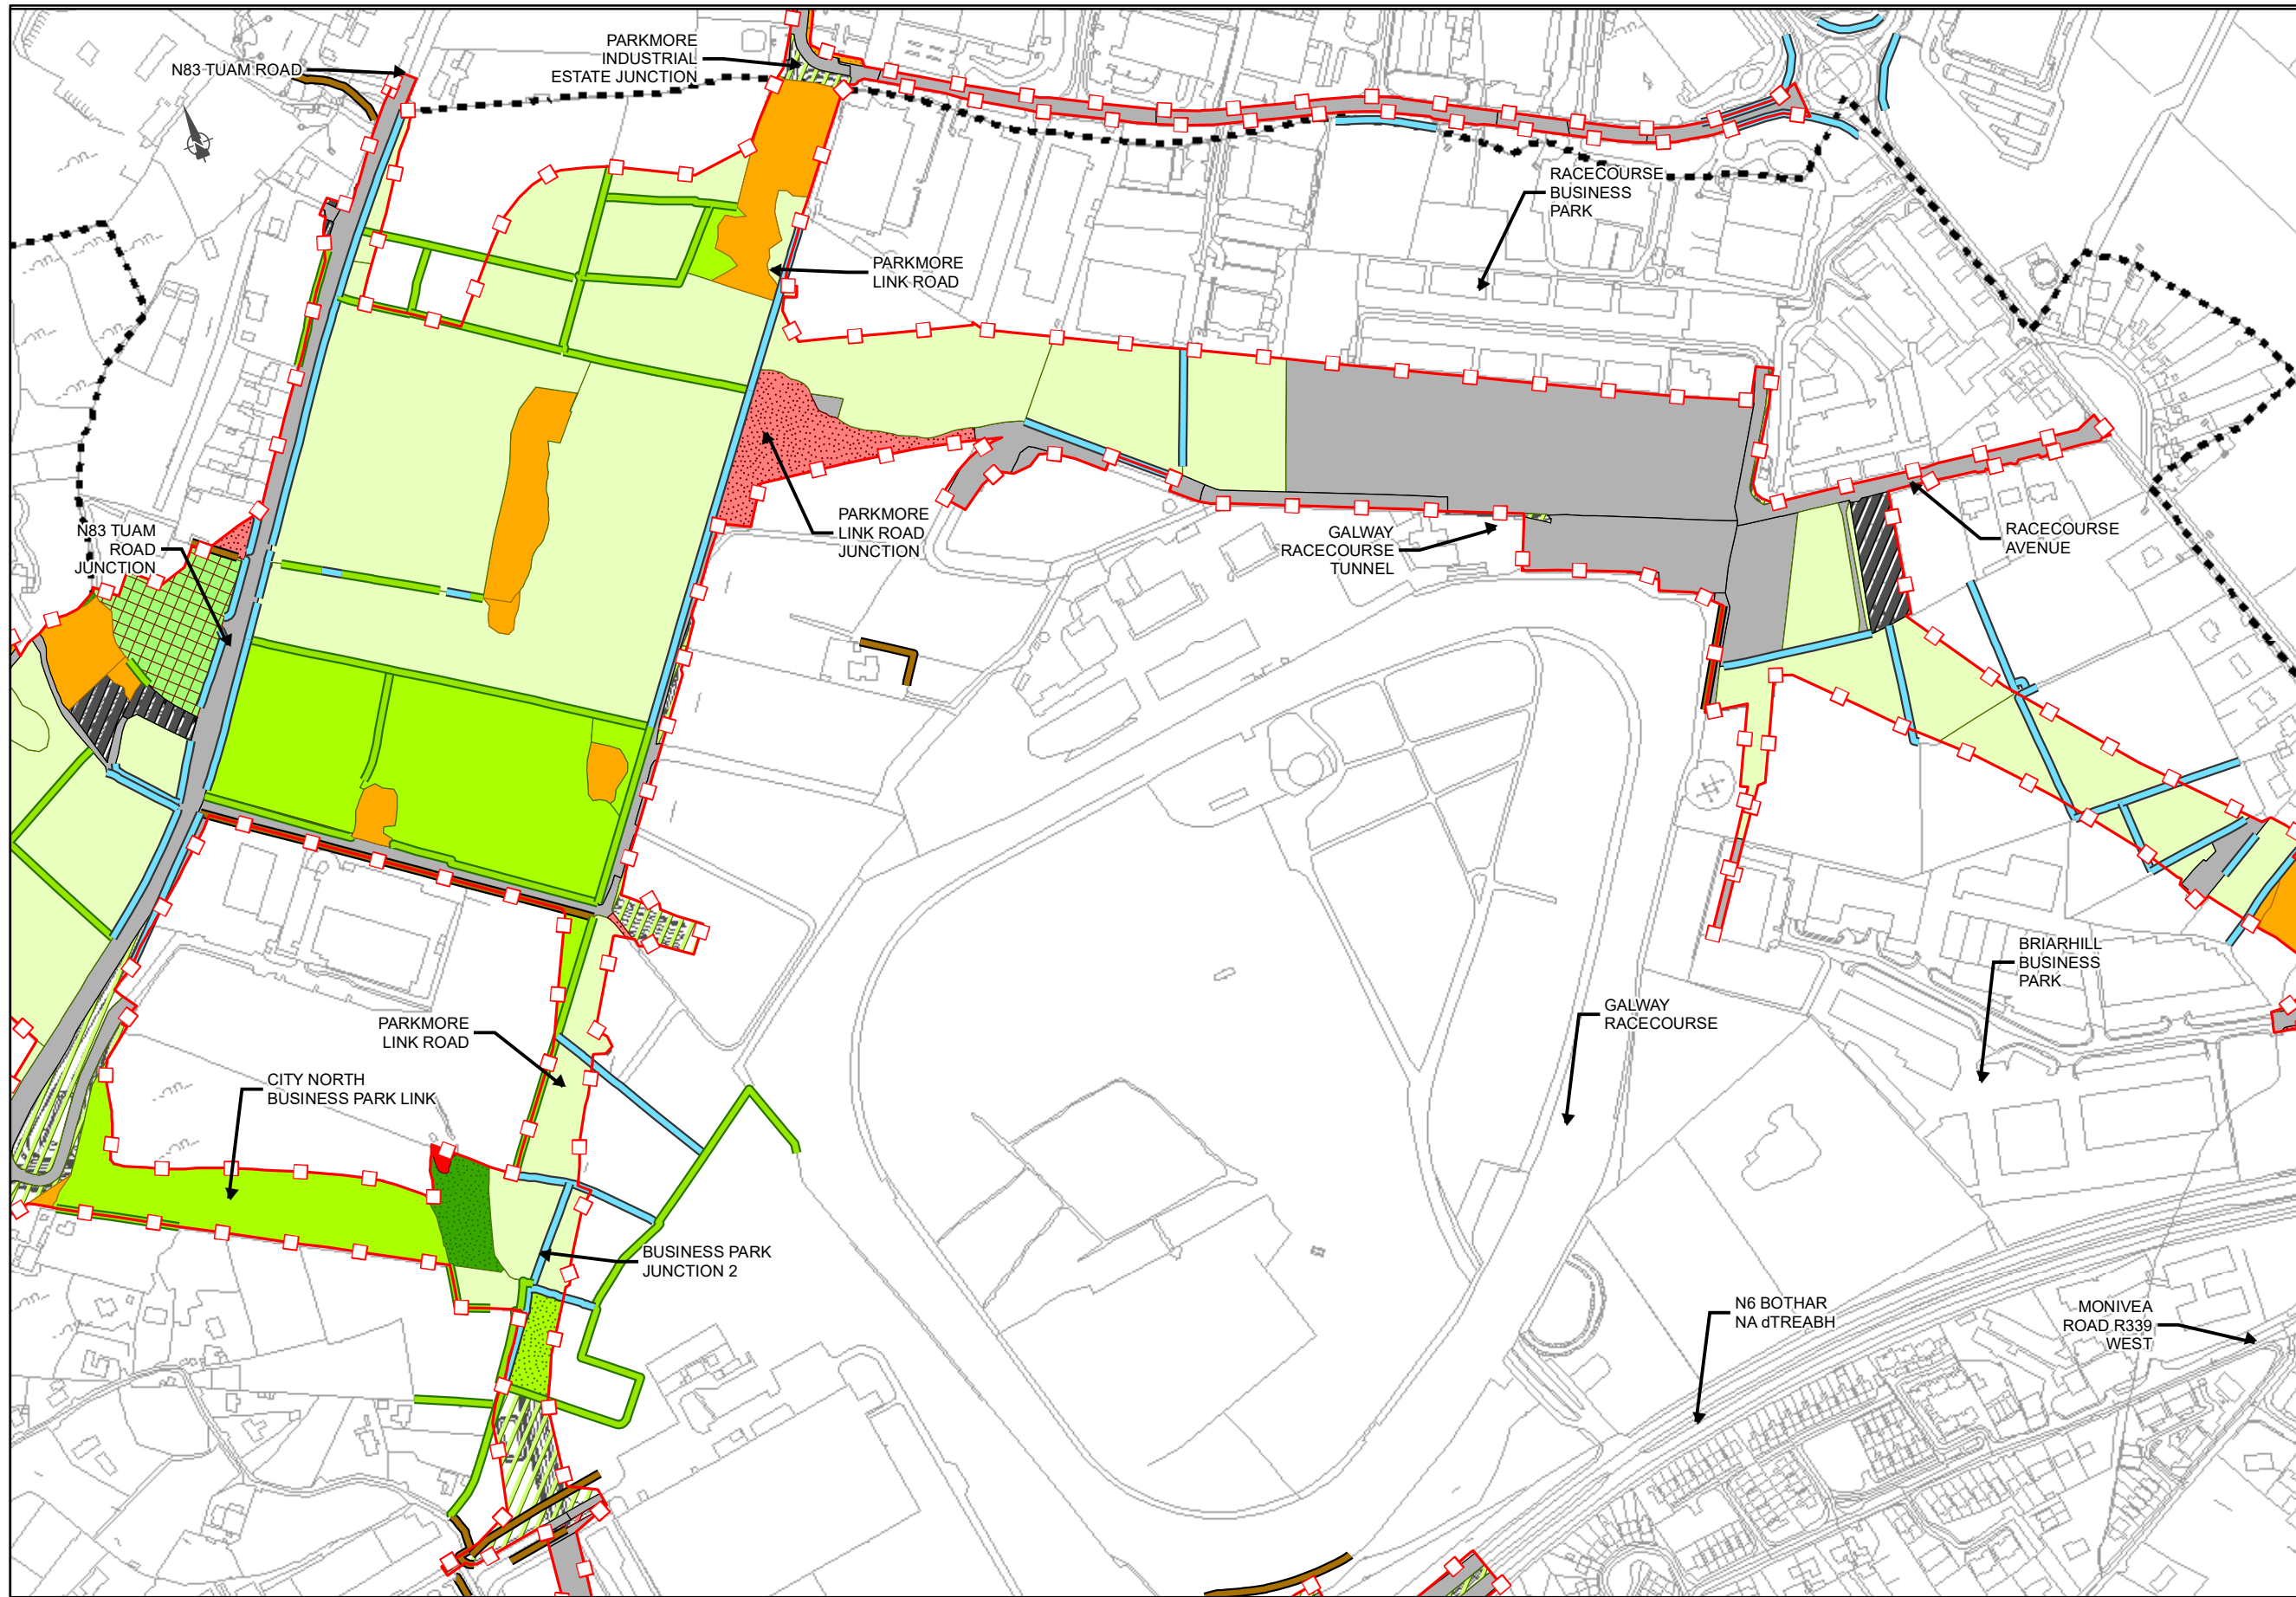 PARKMORE
INDUSTRIAL
ESTATE JUNCTION
N83 TUAM ROAD
RACECOURSE
BUSINESS
PARK
PARKMORE
LINK ROAD
N83 TUAM
ROAD
JUNCTION
PARKMORE
LINK ROAD
JUNCTION
GALWAY
RACECOURSE
TUNNEL
RACECOURSE
AVENUE
BRIARHILL
BUSINESS
PARK
GALWAY
RACECOURSE
PARKMORE
LINK ROAD
CITY NORTH
BUSINESS PARK LINK
BUSINESS PARK
JUNCTION 2
N6 BOTHAR
NA dTREABH
MONIVEA
ROAD R339
WEST